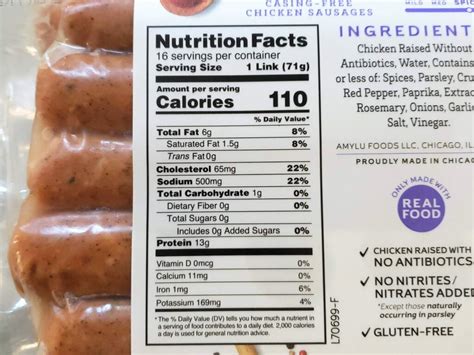 CASING-FREE
CHICKEN SAUSAGES
Nutrition Facts
16 servings per container
Serving Size 1 Link (71g)
Amount per serving
Calories 110
% Daily Value*
Total Fat 6g 8%
Saturated Fat 1.5g 8%
Trans Fat 0g
Cholesterol 65mg 22%
Sodium 500mg 22%
Total Carbohydrate 1g 0%
Dietary Fiber 0g 0%
Total Sugars 0g
Includes 0g Added Sugars 0%
Protein 13g
Vitamin D 0mcg 0%
Calcium 11mg 0%
Iron 1mg 6%
Potassium 169mg 4%
* The % Daily Value (DV) tells you how much a nutrient in
a serving of food contributes to a daily diet. 2,000 calories
a day is used for general nutrition advice.
L70699-F
MILD MED SPIC
INGREDIENT
Chicken Raised Without
Antibiotics, Water, Contains
or less of: Spices, Parsley, Cru
Red Pepper, Paprika, Extrac
Rosemary, Onions, Garlic
Salt, Vinegar.
AMYLU FOODS LLC, CHICAGO, IL
PROUDLY MADE IN CHICAG
ONLY MADE WITH
REAL
FOOD
CHICKEN RAISED WITH
NO ANTIBIOTICS
NO NITRITES/
NITRATES ADDED
*Except those naturally
occurring in parsley
GLUTEN-FREE